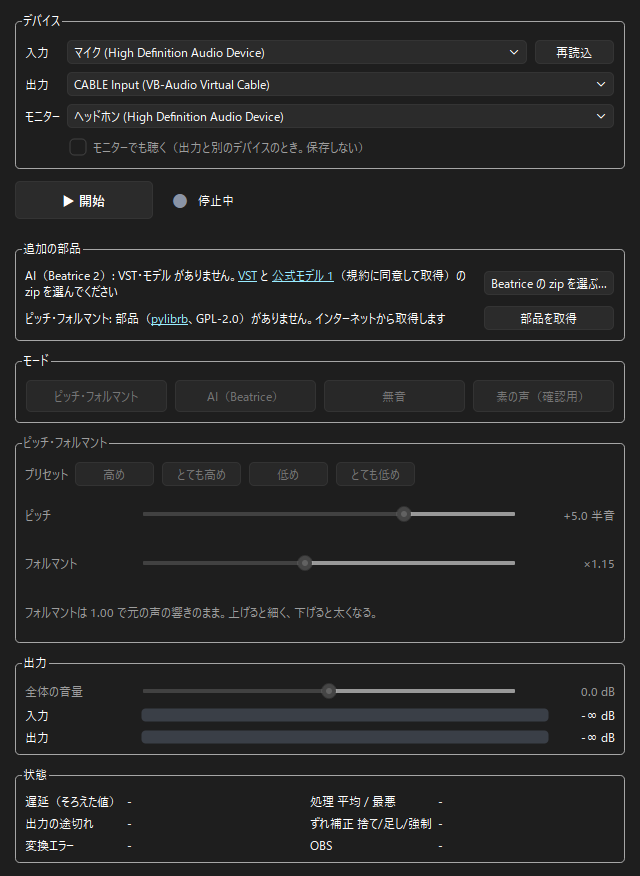 デバイス
入力 マイク (High Definition Audio Device) 再読込
出力 CABLE Input (VB-Audio Virtual Cable)
モニター ヘッドホン (High Definition Audio Device)
モニターでも聴く（出力と別のデバイスのとき。保存しない）
▶ 開始 停止中
追加の部品
AI（Beatrice 2）: VST・モデル がありません。VST と 公式モデル 1（規約に同意して取得）の
zip を選んでください
Beatrice の zip を選ぶ...
ピッチ・フォルマント: 部品（pylibrb、GPL-2.0）がありません。インターネットから取得します 部品を取得
モード
ピッチ・フォルマント AI（Beatrice） 無音 素の声（確認用）
ピッチ・フォルマント
プリセット 高め とても高め 低め とても低め
ピッチ +5.0 半音
フォルマント ×1.15
フォルマントは 1.00 で元の声の響きのまま。上げると細く、下げると太くなる。
出力
全体の音量 0.0 dB
入力 -∞ dB
出力 -∞ dB
状態
遅延（そろえた値） - 処理 平均 / 最悪 -
出力の途切れ - ずれ補正 捨て/足し/強制 -
変換エラー - OBS -